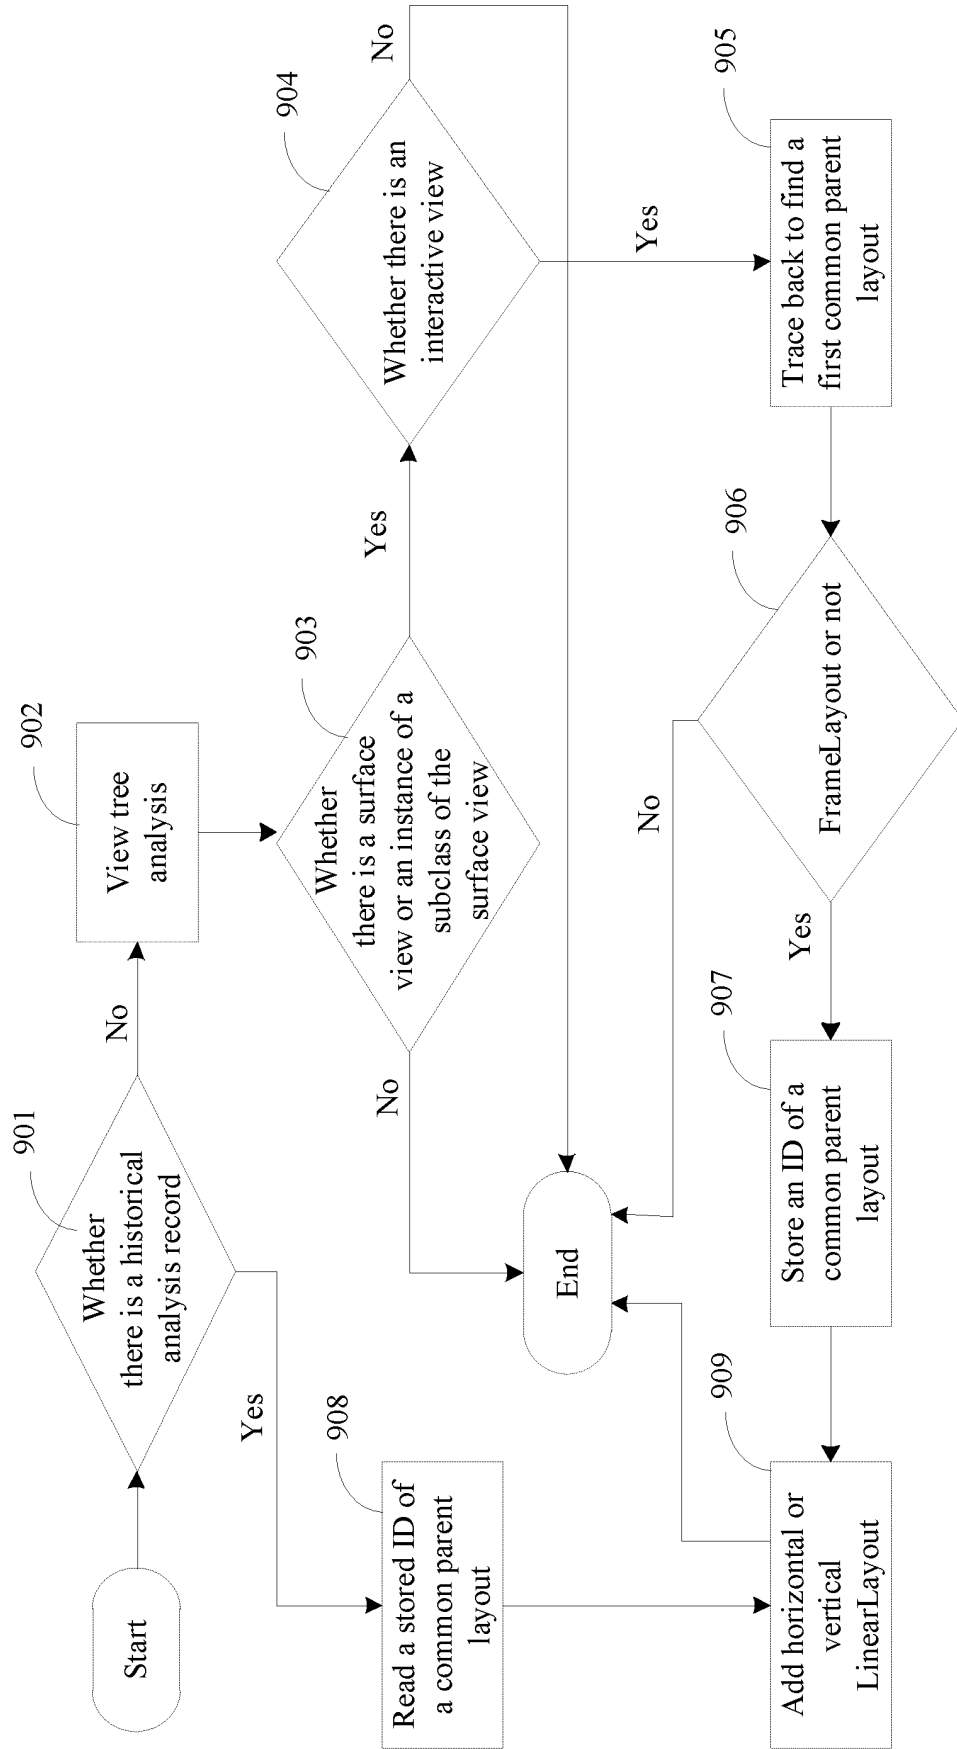 Start
901
Whether
there is a historical
analysis record
No
Yes
902
View tree
analysis
903
Whether
there is a surface
view or an instance of a
subclass of the
surface view
Yes
No
904
Whether there is an
interactive view
No
Yes
905
Trace back to find a
first common parent
layout
906
FrameLayout or not
No
Yes
907
Store an ID of a
common parent
layout
908
Read a stored ID of
a common parent
layout
909
Add horizontal or
vertical
LinearLayout
End